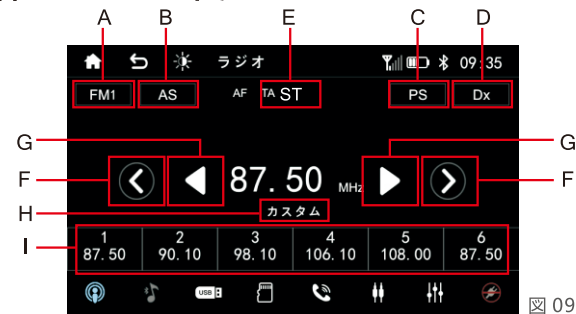 A B E C D
ラジオ 09:35
FM1 AS AF TA ST PS Dx
G G
F 87.50 MHz F
H カスタム
I 1 2 3 4 5 6
87.50 90.10 98.10 106.10 108.00 87.50
USB
図 09